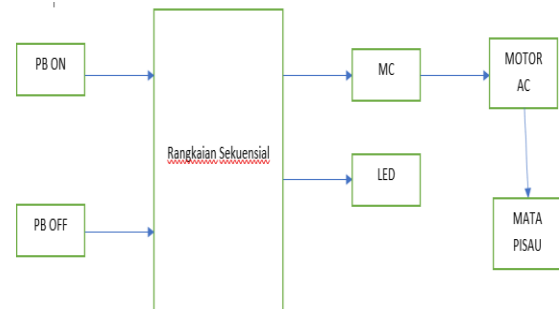 PB ON
PB OFF
Rangkaian Sekuensial
MC
LED
MOTOR
AC
MATA
PISAU